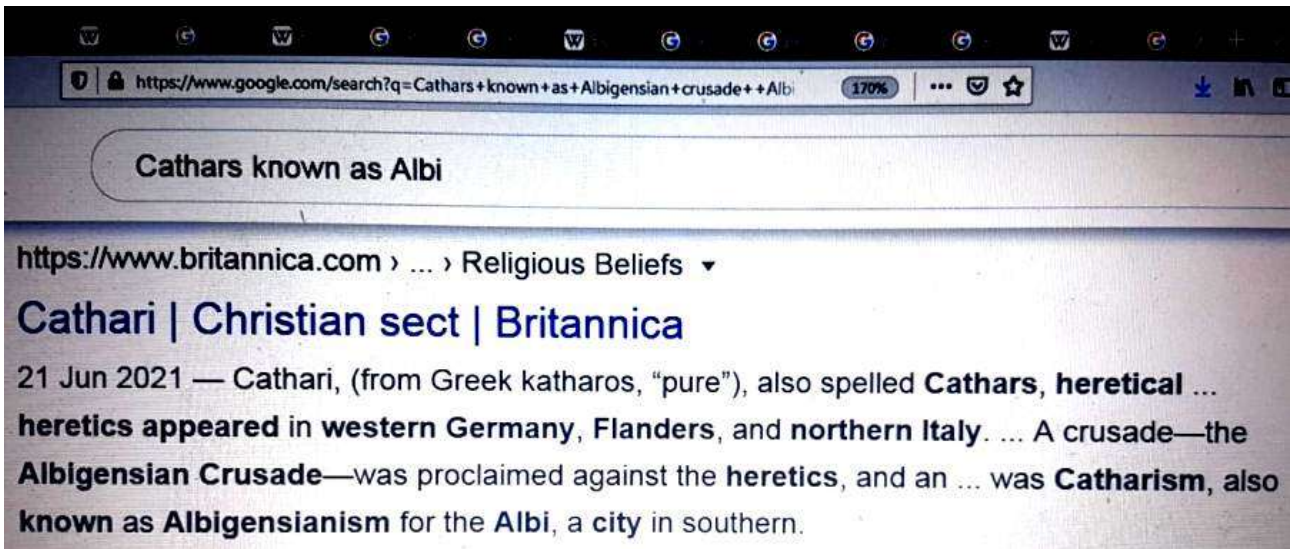 https://www.google.com/search?q=Cathars+known+as+Albigensian+crusade++Albi 170%
Cathars known as Albi
https://www.britannica.com › ... › Religious Beliefs
Cathari | Christian sect | Britannica
21 Jun 2021 — Cathari, (from Greek katharos, “pure”), also spelled Cathars, heretical ...
heretics appeared in western Germany, Flanders, and northern Italy. ... A crusade—the
Albigensian Crusade—was proclaimed against the heretics, and an ... was Catharism, also
known as Albigensianism for the Albi, a city in southern.